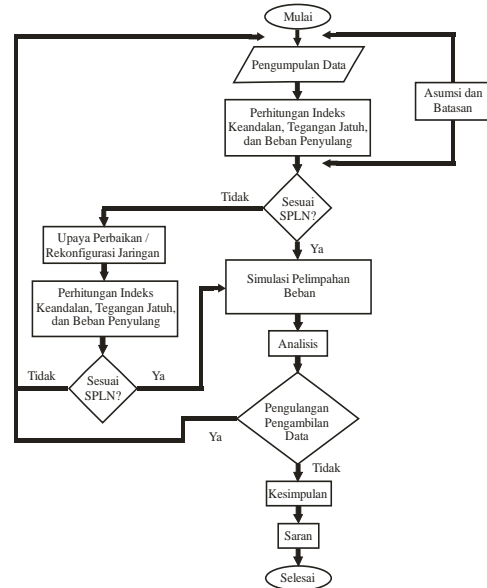 Mulai
Pengumpulan Data
Asumsi dan
Batasan
Perhitungan Indeks
Keandalan, Tegangan Jatuh,
dan Beban Penyulang
Tidak
Sesuai
SPLN?
Ya
Upaya Perbaikan /
Rekonfigurasi Jaringan
Simulasi Pelimpahan
Beban
Perhitungan Indeks
Keandalan, Tegangan Jatuh,
dan Beban Penyulang
Analisis
Tidak
Sesuai
SPLN?
Ya
Pengulangan
Pengambilan
Data
Ya
Tidak
Kesimpulan
Saran
Selesai